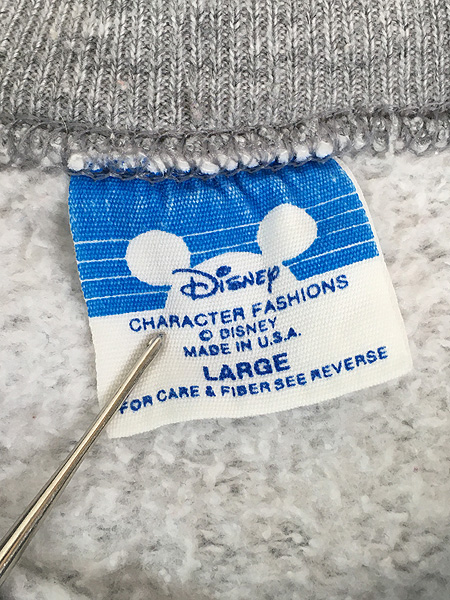 Disney
CHARACTER FASHIONS
© DISNEY
MADE IN U.S.A.
LARGE
FOR CARE & FIBER SEE REVERSE